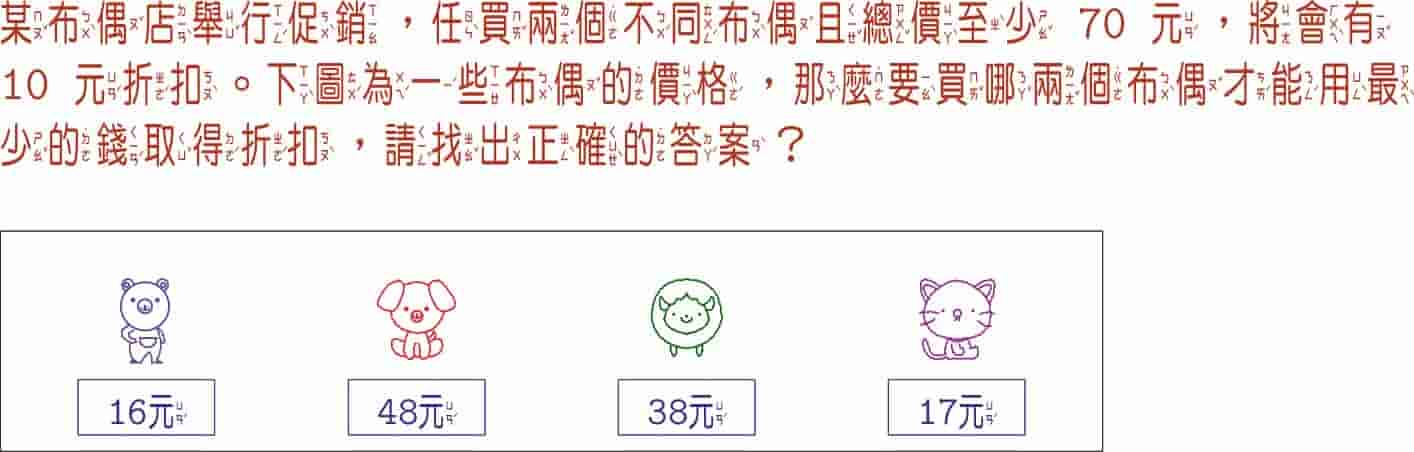 某布偶店舉行促銷，任買兩個不同布偶且總價至少 70 元，將會有
10 元折扣。下圖為一些布偶的價格，那麼要買哪兩個布偶才能用最
少的錢取得折扣，請找出正確的答案？
16元 48元 38元 17元